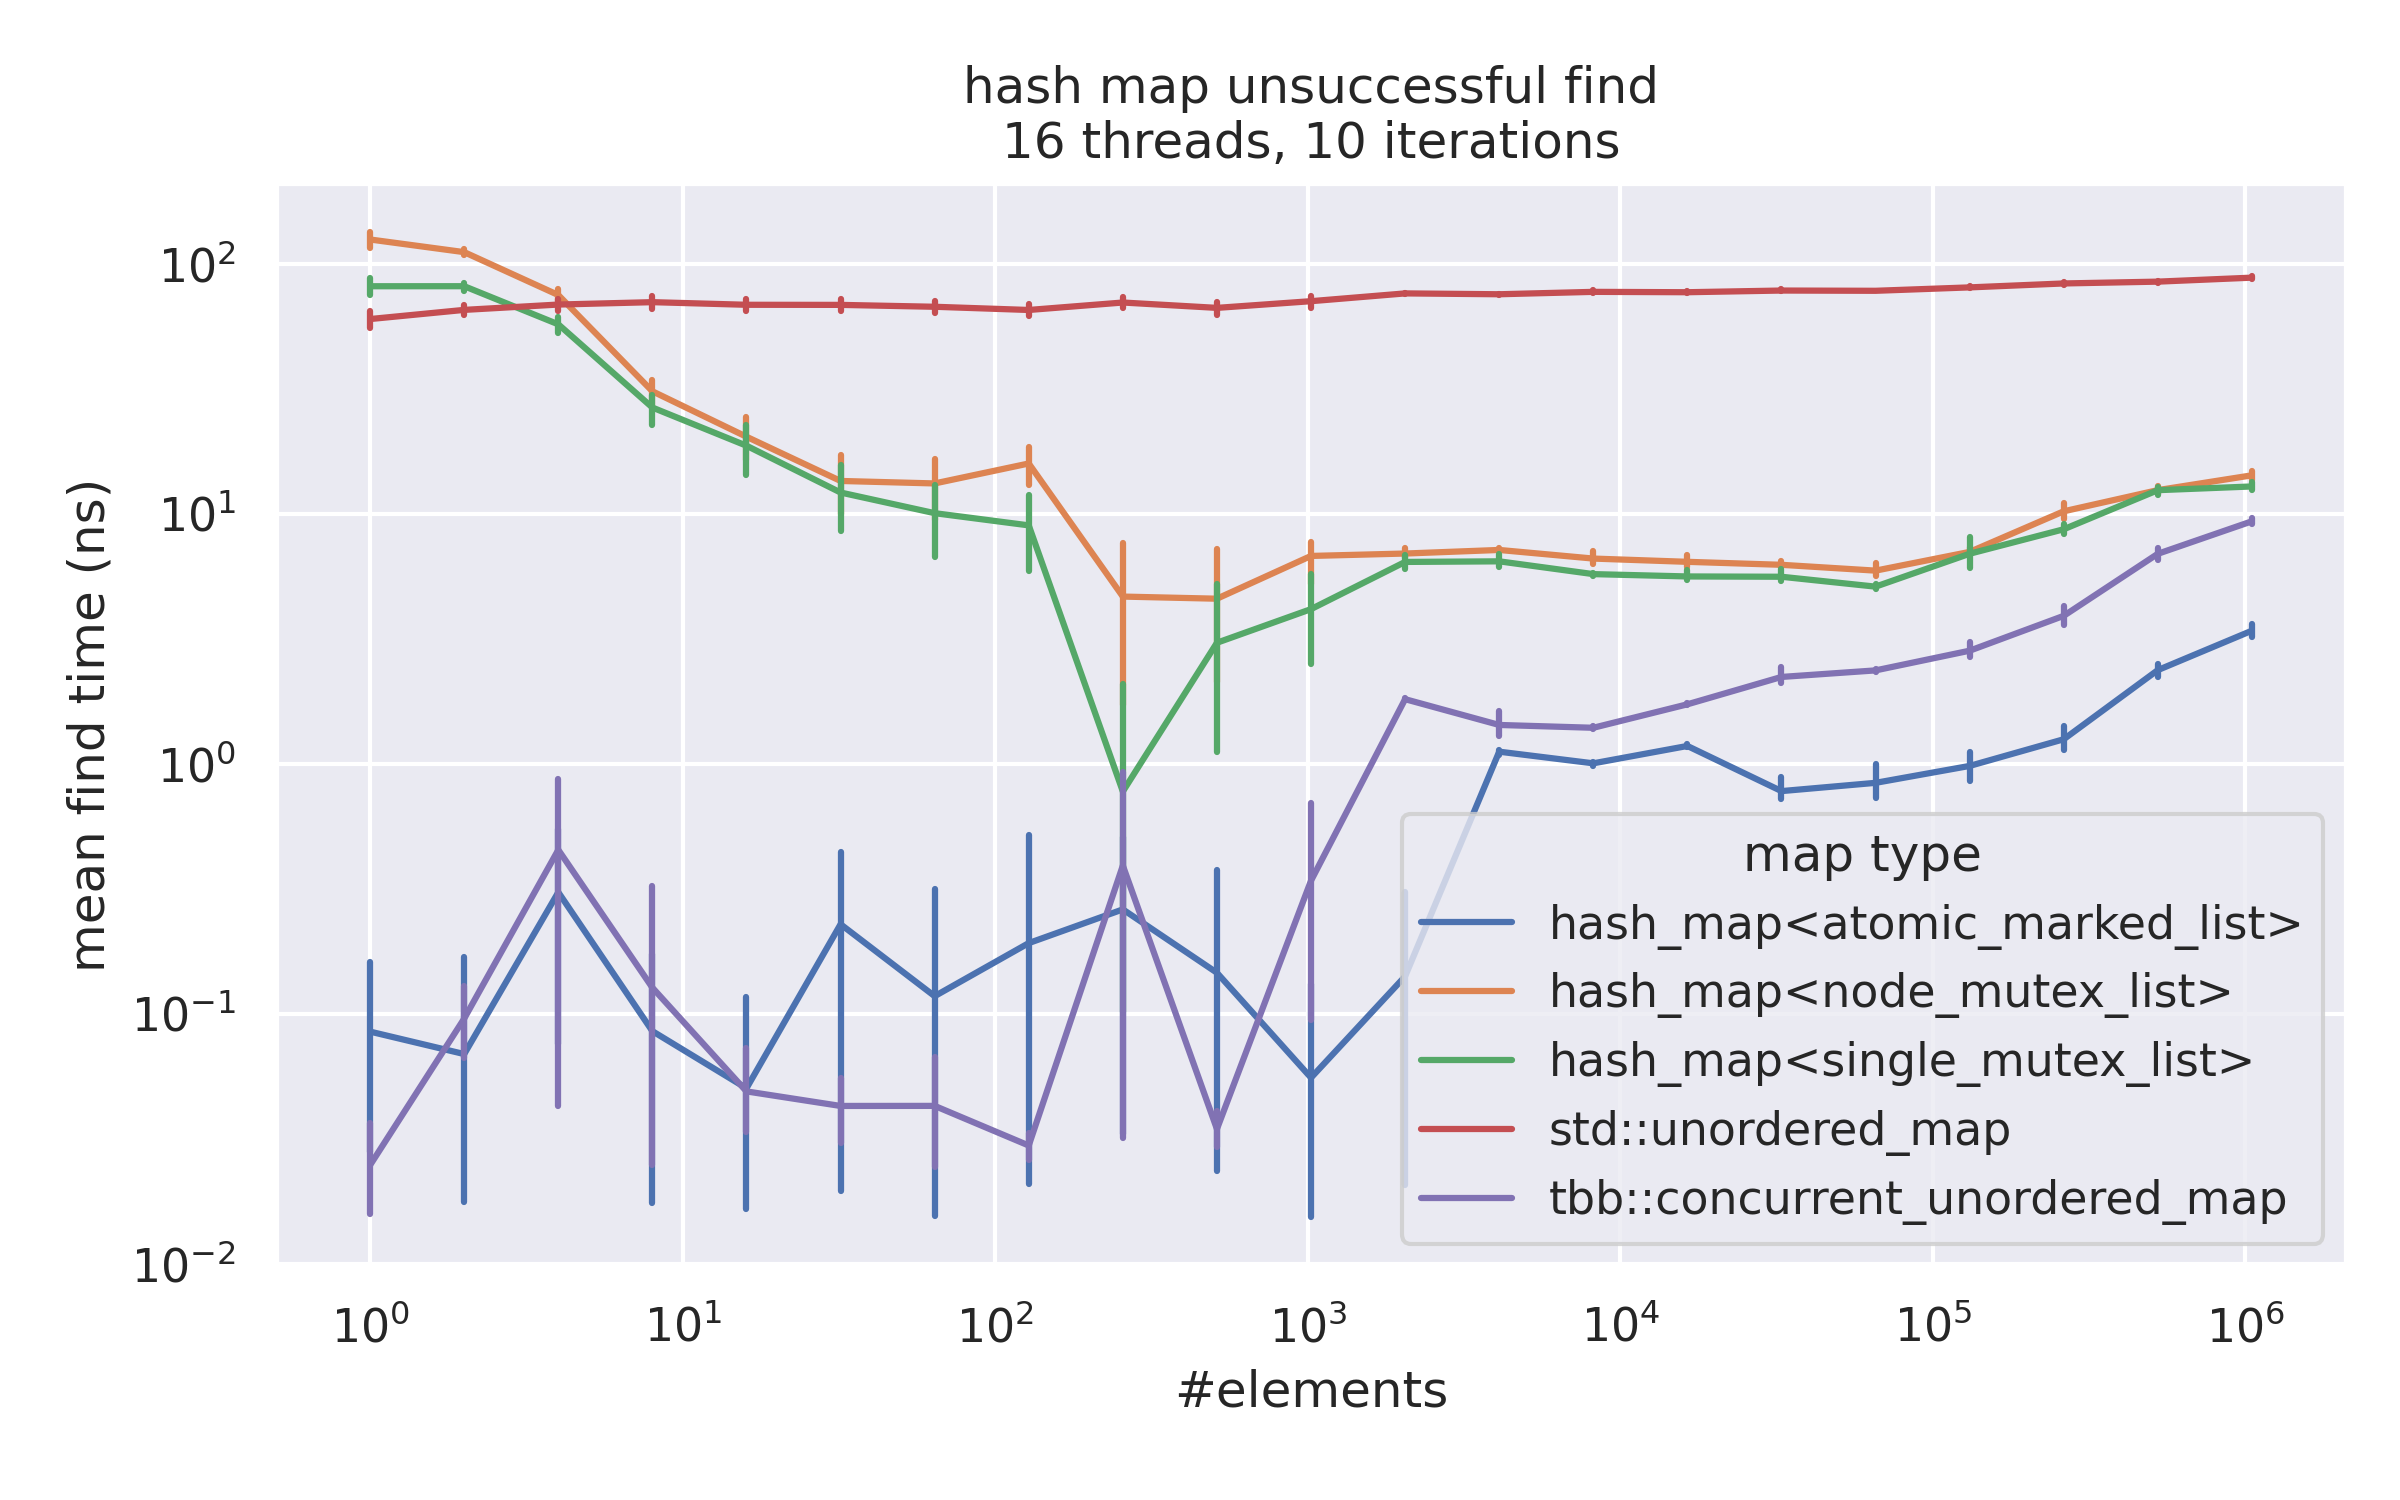 hash map unsuccessful find
16 threads, 10 iterations
mean find time (ns)
10²
10¹
10⁰
10⁻¹
10⁻²
map type
hash_map<atomic_marked_list>
hash_map<node_mutex_list>
hash_map<single_mutex_list>
std::unordered_map
tbb::concurrent_unordered_map
10⁰ 10¹ 10² 10³ 10⁴ 10⁵ 10⁶
#elements